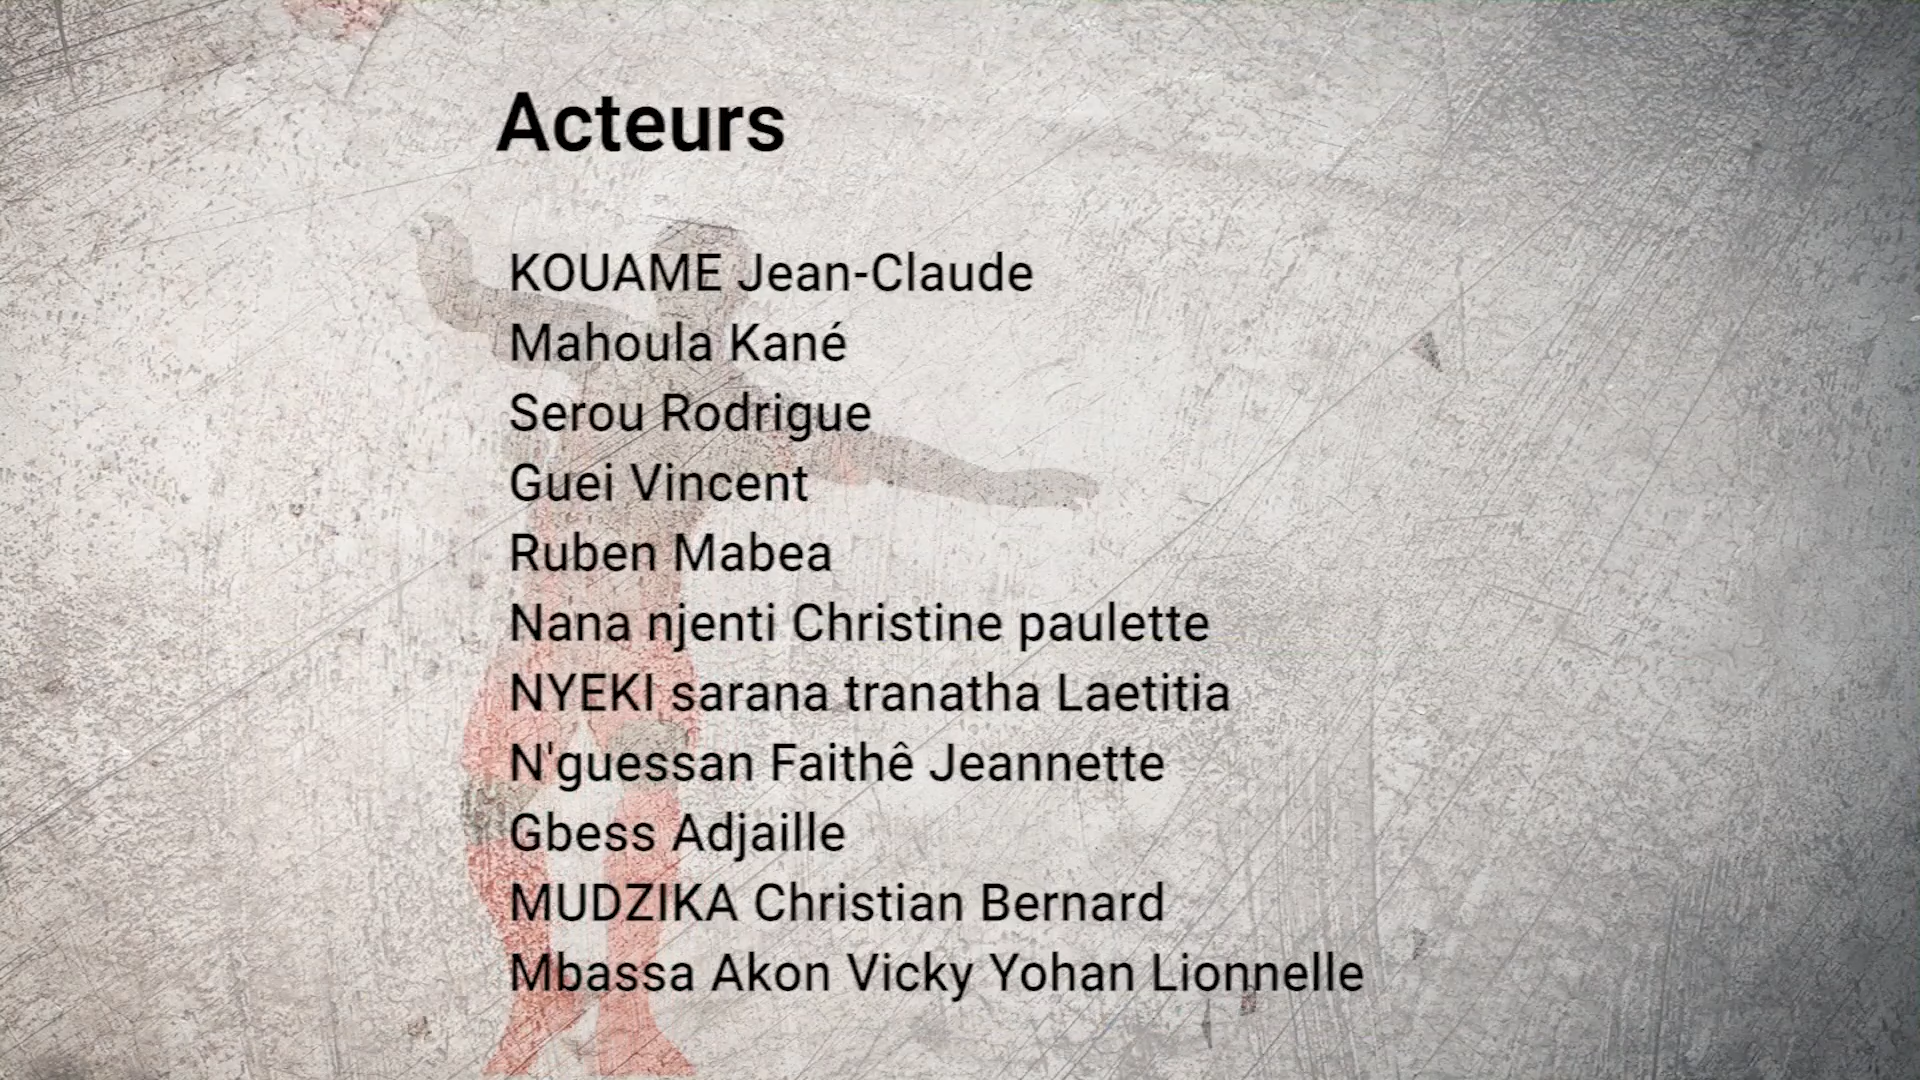 Acteurs
KOUAME Jean-Claude
Mahoula Kané
Serou Rodrigue
Guei Vincent
Ruben Mabea
Nana njenti Christine paulette
NYEKI sarana tranatha Laetitia
N'guessan Faithê Jeannette
Gbess Adjaille
MUDZIKA Christian Bernard
Mbassa Akon Vicky Yohan Lionnelle